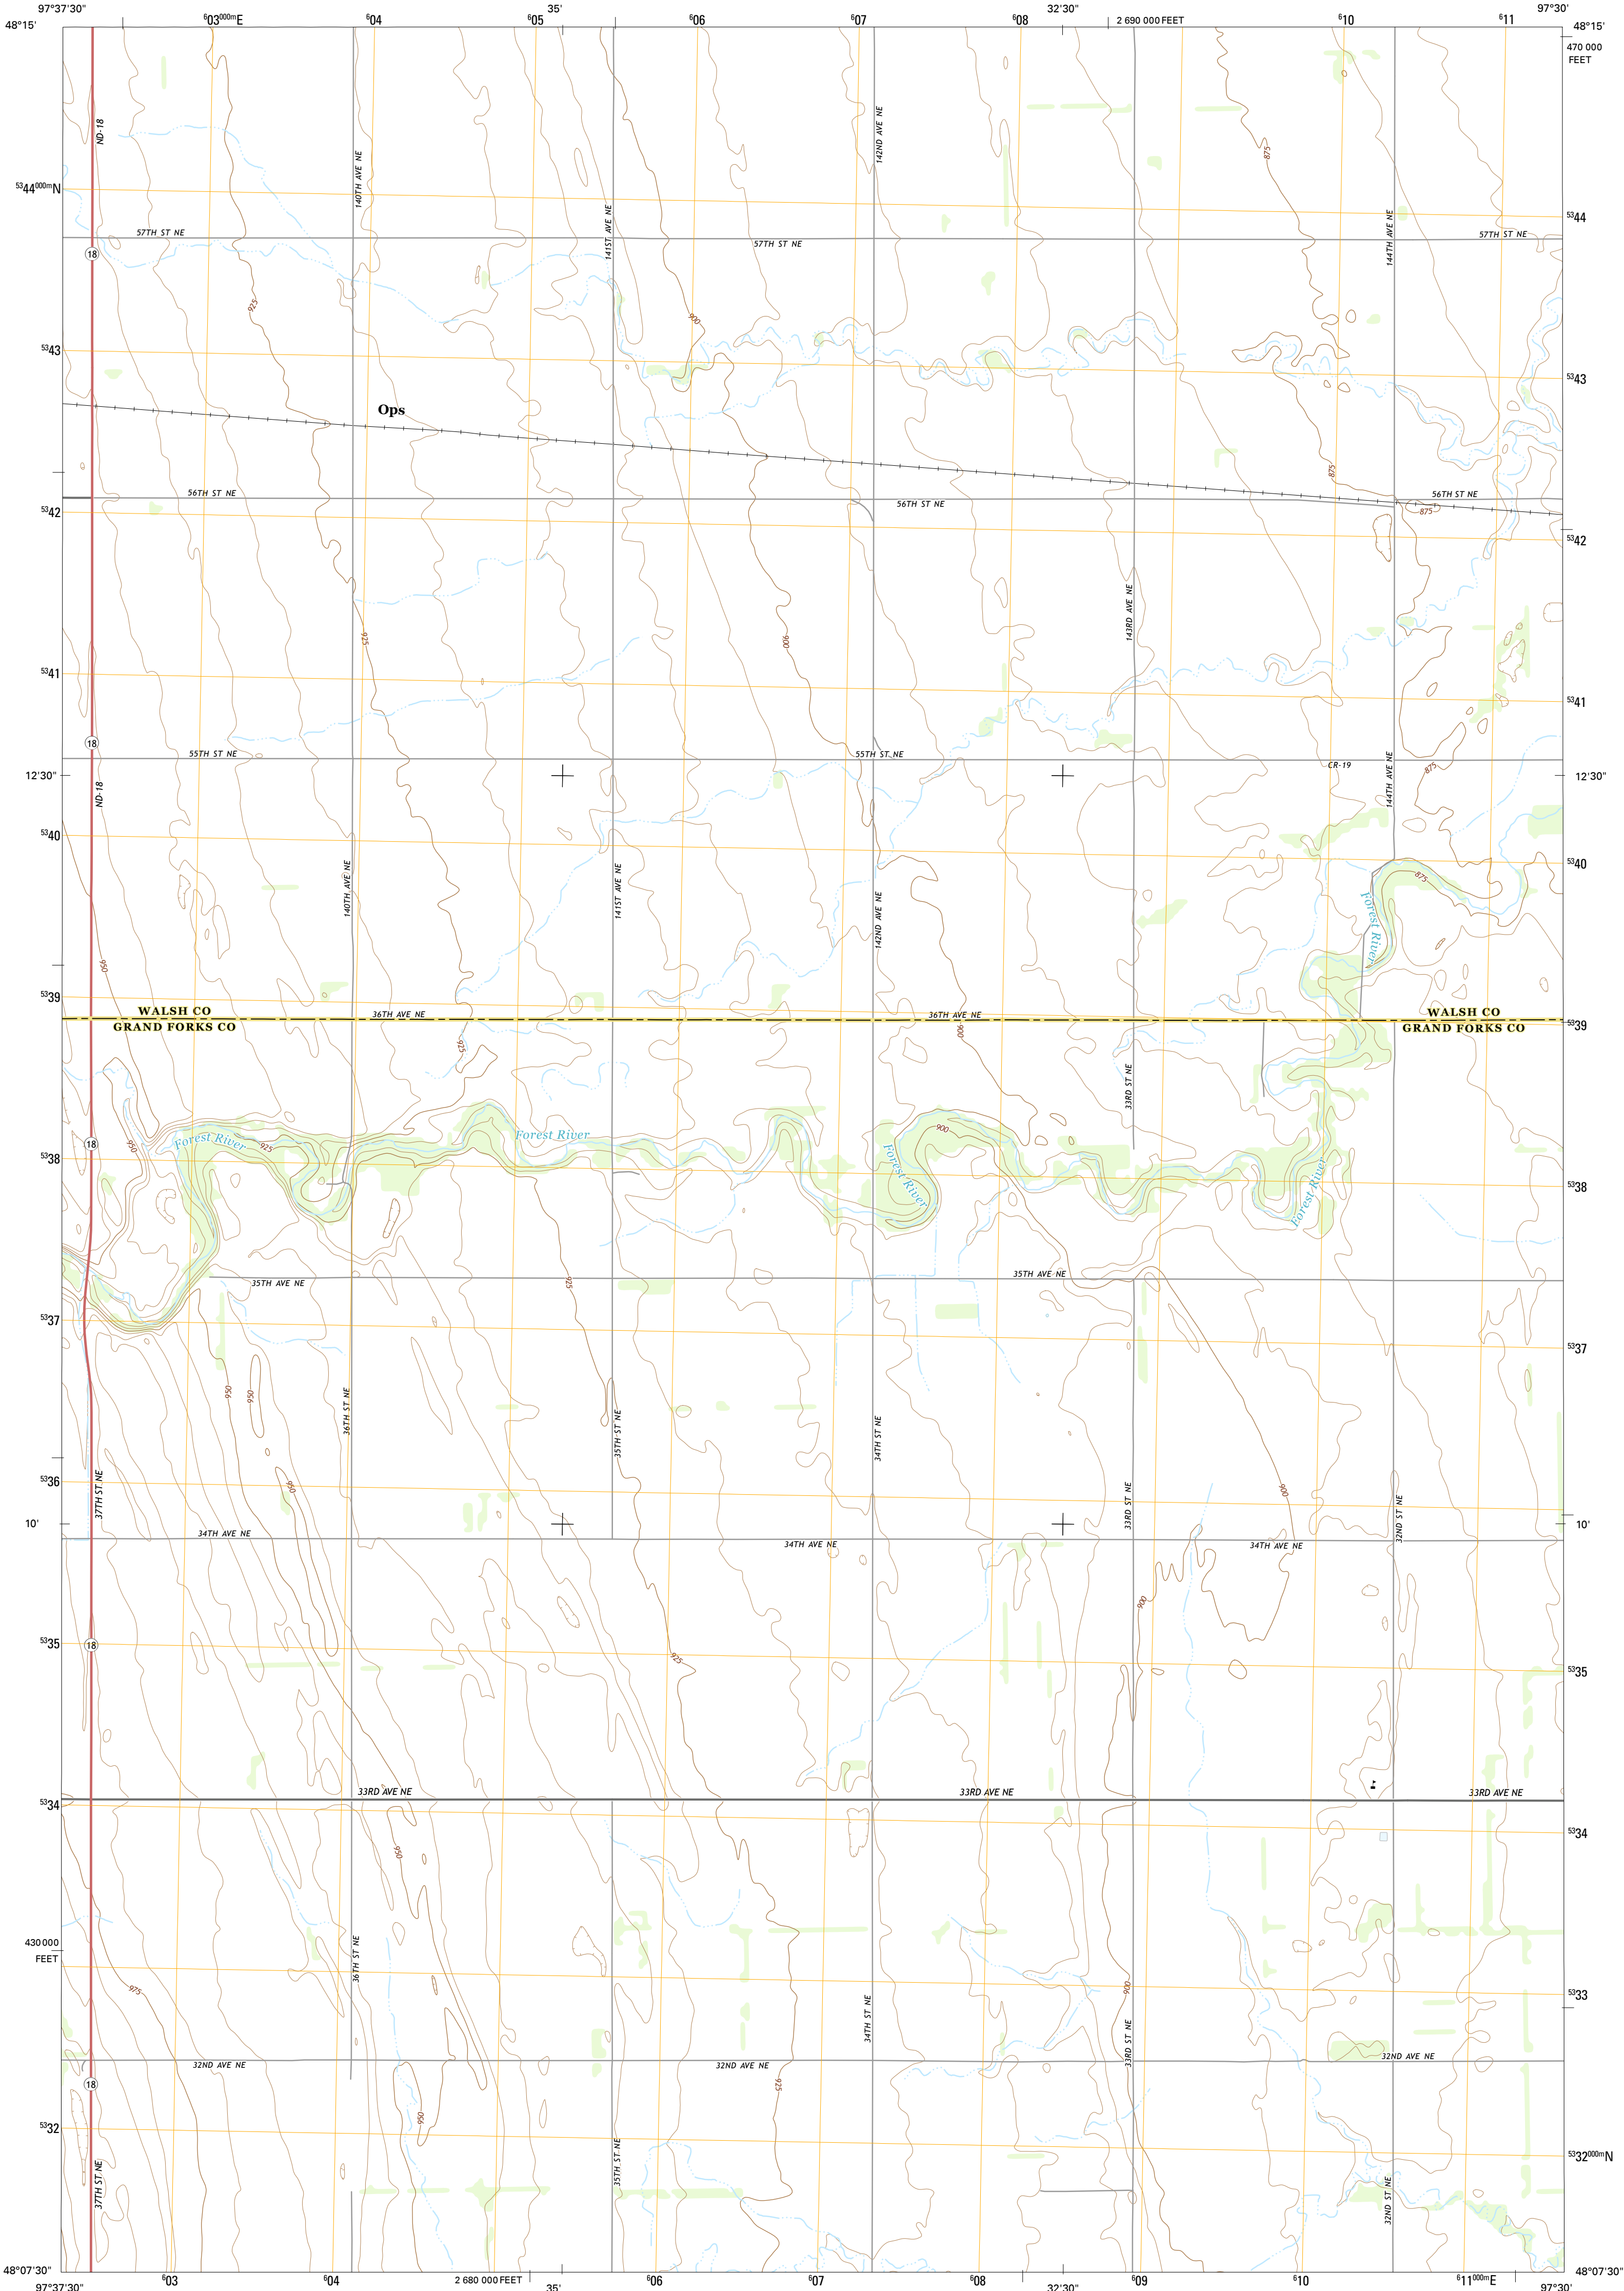 97°37'30"
603000mE
604
35'
605
606
607
608
32'30"
2 690 000 FEET
610
611
97°30'
48°15'
48°15'
470 000
FEET
ND-18
140TH AVE NE
142ND AVE NE
875
5344000mN
5344
57TH ST NE
141ST AVE NE
57TH ST NE
144TH AVE NE
57TH ST NE
18
925
900
5343
5343
Ops
875
56TH ST NE
56TH ST NE
56TH ST NE
875
5342
5342
925
900
143RD AVE NE
5341
5341
18
55TH ST NE
55TH ST NE
CR-19
144TH AVE NE
875
12'30"
12'30"
ND-18
5340
5340
140TH AVE NE
141ST AVE NE
142ND AVE NE
875
Forest River
950
5339
5339
WALSH CO
GRAND FORKS CO
36TH AVE NE
36TH AVE NE
WALSH CO
GRAND FORKS CO
925
900
33RD ST NE
18
950
Forest River
925
Forest River
900
Forest River
Forest River
5338
5338
35TH AVE NE
925
35TH AVE NE
5337
5337
950
950
36TH ST NE
35TH ST NE
34TH ST NE
5336
950
900
37TH ST NE
33RD ST NE
32ND ST NE
10'
10'
34TH AVE NE
34TH AVE NE
34TH AVE NE
900
5335
5335
18
925
33RD AVE NE
33RD AVE NE
33RD AVE NE
5334
5334
950
430 000
FEET
36TH ST NE
975
900
5333
34TH ST NE
33RD ST NE
32ND AVE NE
32ND AVE NE
32ND AVE NE
18
950
925
5332
5332000mN
37TH ST NE
35TH ST NE
32ND ST NE
48°07'30"
48°07'30"
97°37'30"
603
604
2 680 000 FEET
35'
606
607
608
32'30"
609
610
611000mE
97°30'